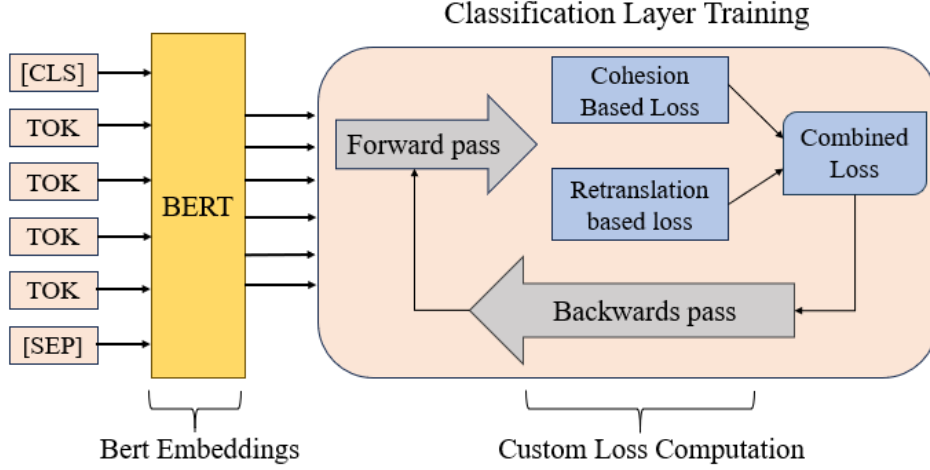 Classification Layer Training
[CLS]
TOK
TOK
TOK
TOK
[SEP]
BERT
Forward pass
Cohesion
Based Loss
Retranslation
based loss
Combined
Loss
Backwards pass
Bert Embeddings
Custom Loss Computation